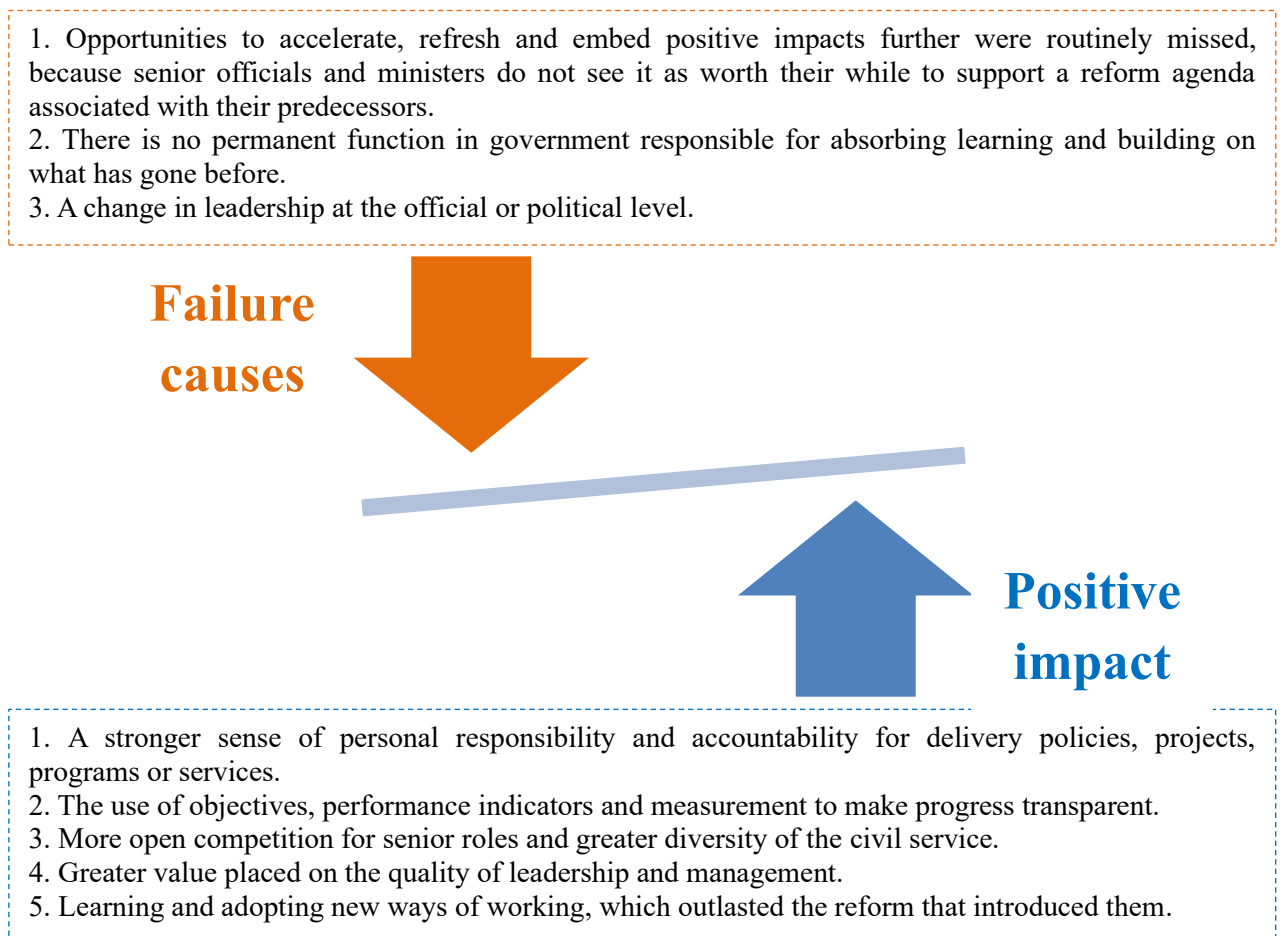 1. Opportunities to accelerate, refresh and embed positive impacts further were routinely missed,
because senior officials and ministers do not see it as worth their while to support a reform agenda
associated with their predecessors.
2. There is no permanent function in government responsible for absorbing learning and building on
what has gone before.
3. A change in leadership at the official or political level.
Failure
causes
Positive
impact
1. A stronger sense of personal responsibility and accountability for delivery policies, projects,
programs or services.
2. The use of objectives, performance indicators and measurement to make progress transparent.
3. More open competition for senior roles and greater diversity of the civil service.
4. Greater value placed on the quality of leadership and management.
5. Learning and adopting new ways of working, which outlasted the reform that introduced them.